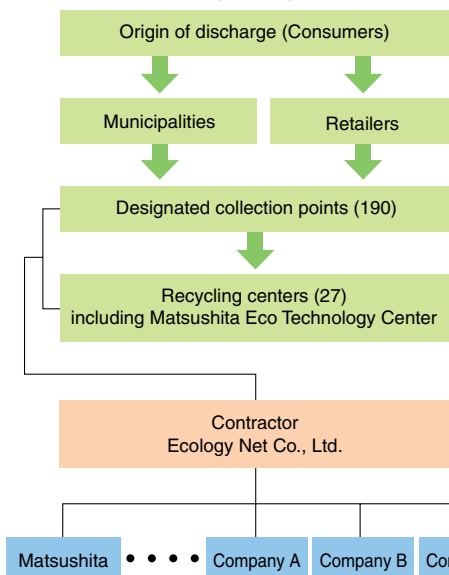 Origin of discharge (Consumers)
Municipalities
Retailers
Designated collection points (190)
Recycling centers (27)
including Matsushita Eco Technology Center
Contractor
Ecology Net Co., Ltd.
Matsushita
Company A
Company B